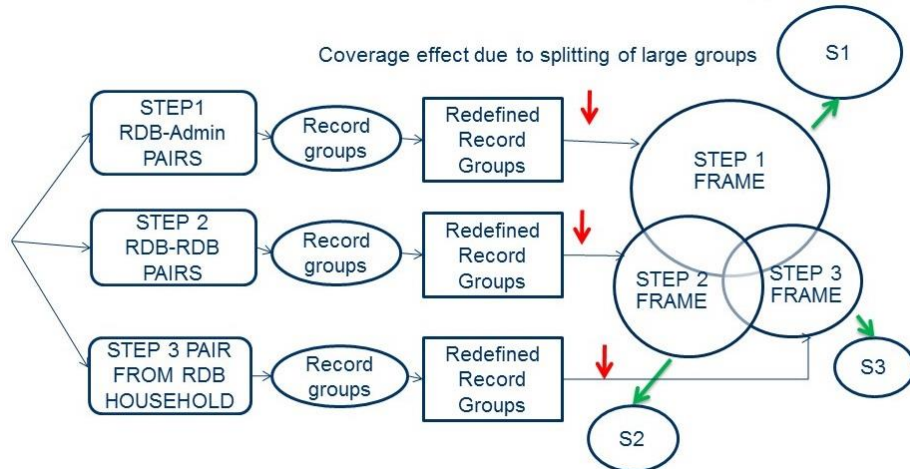 Coverage effect due to splitting of large groups
S1
STEP1
RDB-Admin
PAIRS
Record
groups
Redefined
Record
Groups
STEP 1
FRAME
STEP 2
RDB-RDB
PAIRS
Record
groups
Redefined
Record
Groups
STEP 2
FRAME
STEP 3
FRAME
STEP 3 PAIR
FROM RDB
HOUSEHOLD
Record
groups
Redefined
Record
Groups
S3
S2